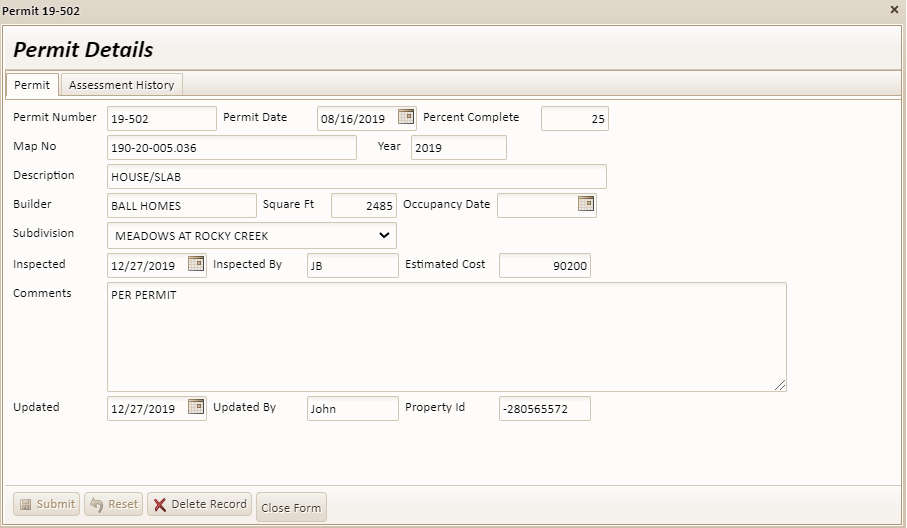 Permit 19-502
Permit Details
Permit Assessment History
Permit Number 19-502 Permit Date 08/16/2019 Percent Complete 25
Map No 190-20-005.036 Year 2019
Description HOUSE/SLAB
Builder BALL HOMES Square Ft 2485 Occupancy Date
Subdivision MEADOWS AT ROCKY CREEK
Inspected 12/27/2019 Inspected By JB Estimated Cost 90200
Comments PER PERMIT
Updated 12/27/2019 Updated By John Property Id -280565572
Submit Reset Delete Record Close Form